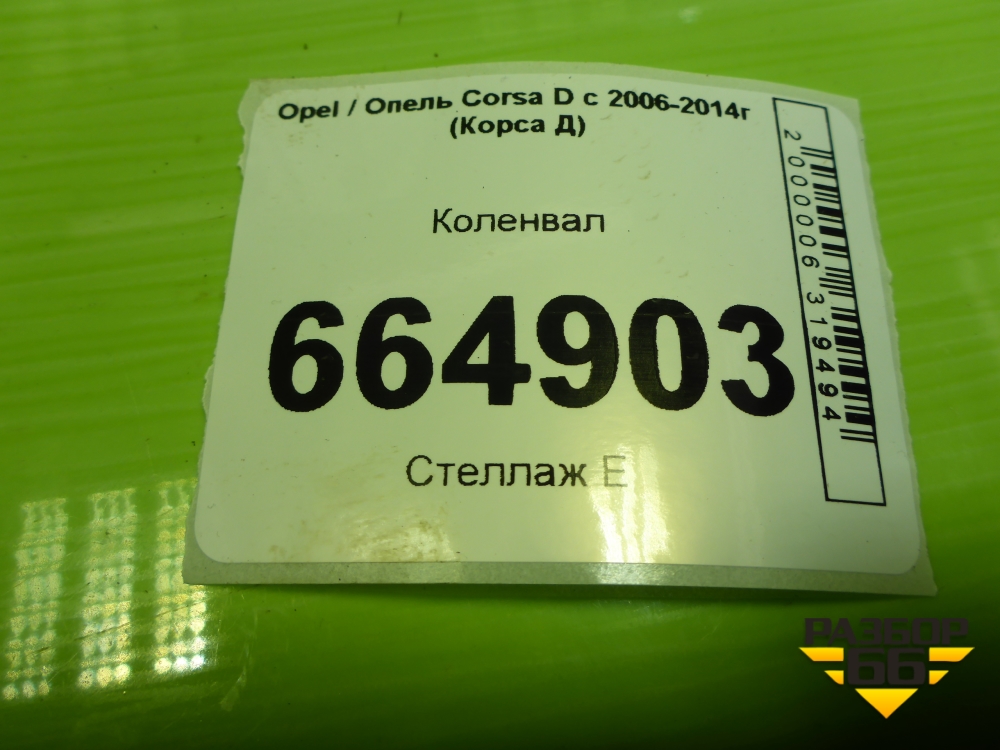 Opel / Опель Corsa D с 2006-2014г
(Корса Д)
Коленвал
664903
Стеллаж Е
2000006319494
РАЗБОР
66